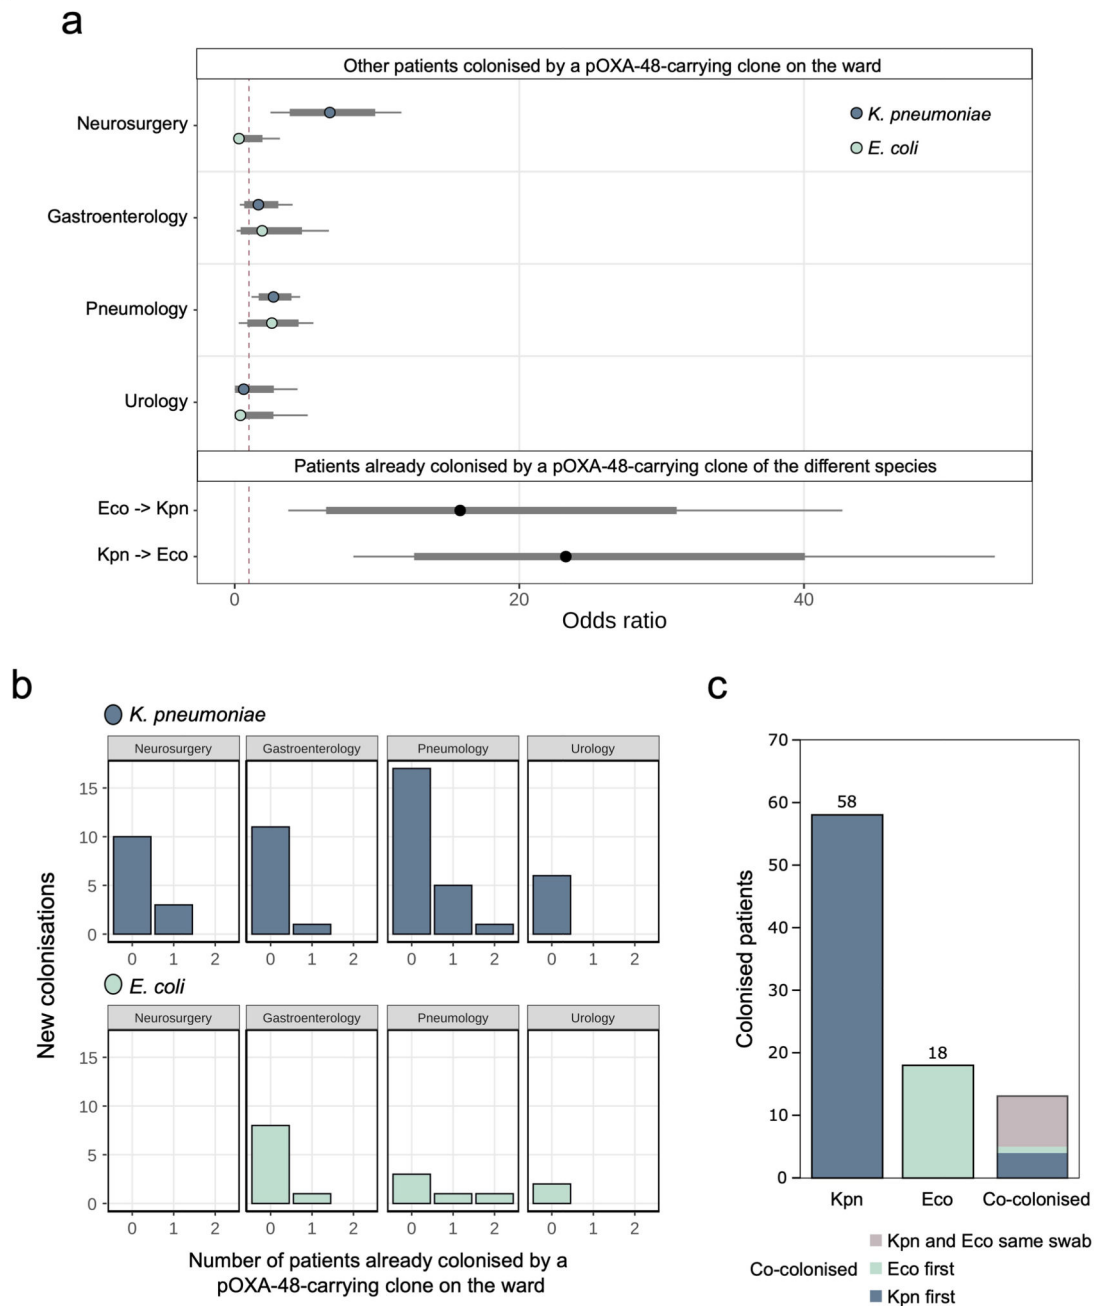 a
Other patients colonised by a pOXA-48-carrying clone on the ward
Neurosurgery
Gastroenterology
Pneumology
Urology
K. pneumoniae
E. coli
Patients already colonised by a pOXA-48-carrying clone of the different species
Eco -> Kpn
Kpn -> Eco
0 20 40
Odds ratio
b
K. pneumoniae
Neurosurgery Gastroenterology Pneumology Urology
15
10
5
0
0 1 2 0 1 2 0 1 2 0 1 2
E. coli
Neurosurgery Gastroenterology Pneumology Urology
15
10
5
0
0 1 2 0 1 2 0 1 2 0 1 2
New colonisations
Number of patients already colonised by a
pOXA-48-carrying clone on the ward
c
70
60
50
40
30
20
10
0
Colonised patients
58
18
Kpn Eco Co-colonised
Co-colonised
Kpn and Eco same swab
Eco first
Kpn first